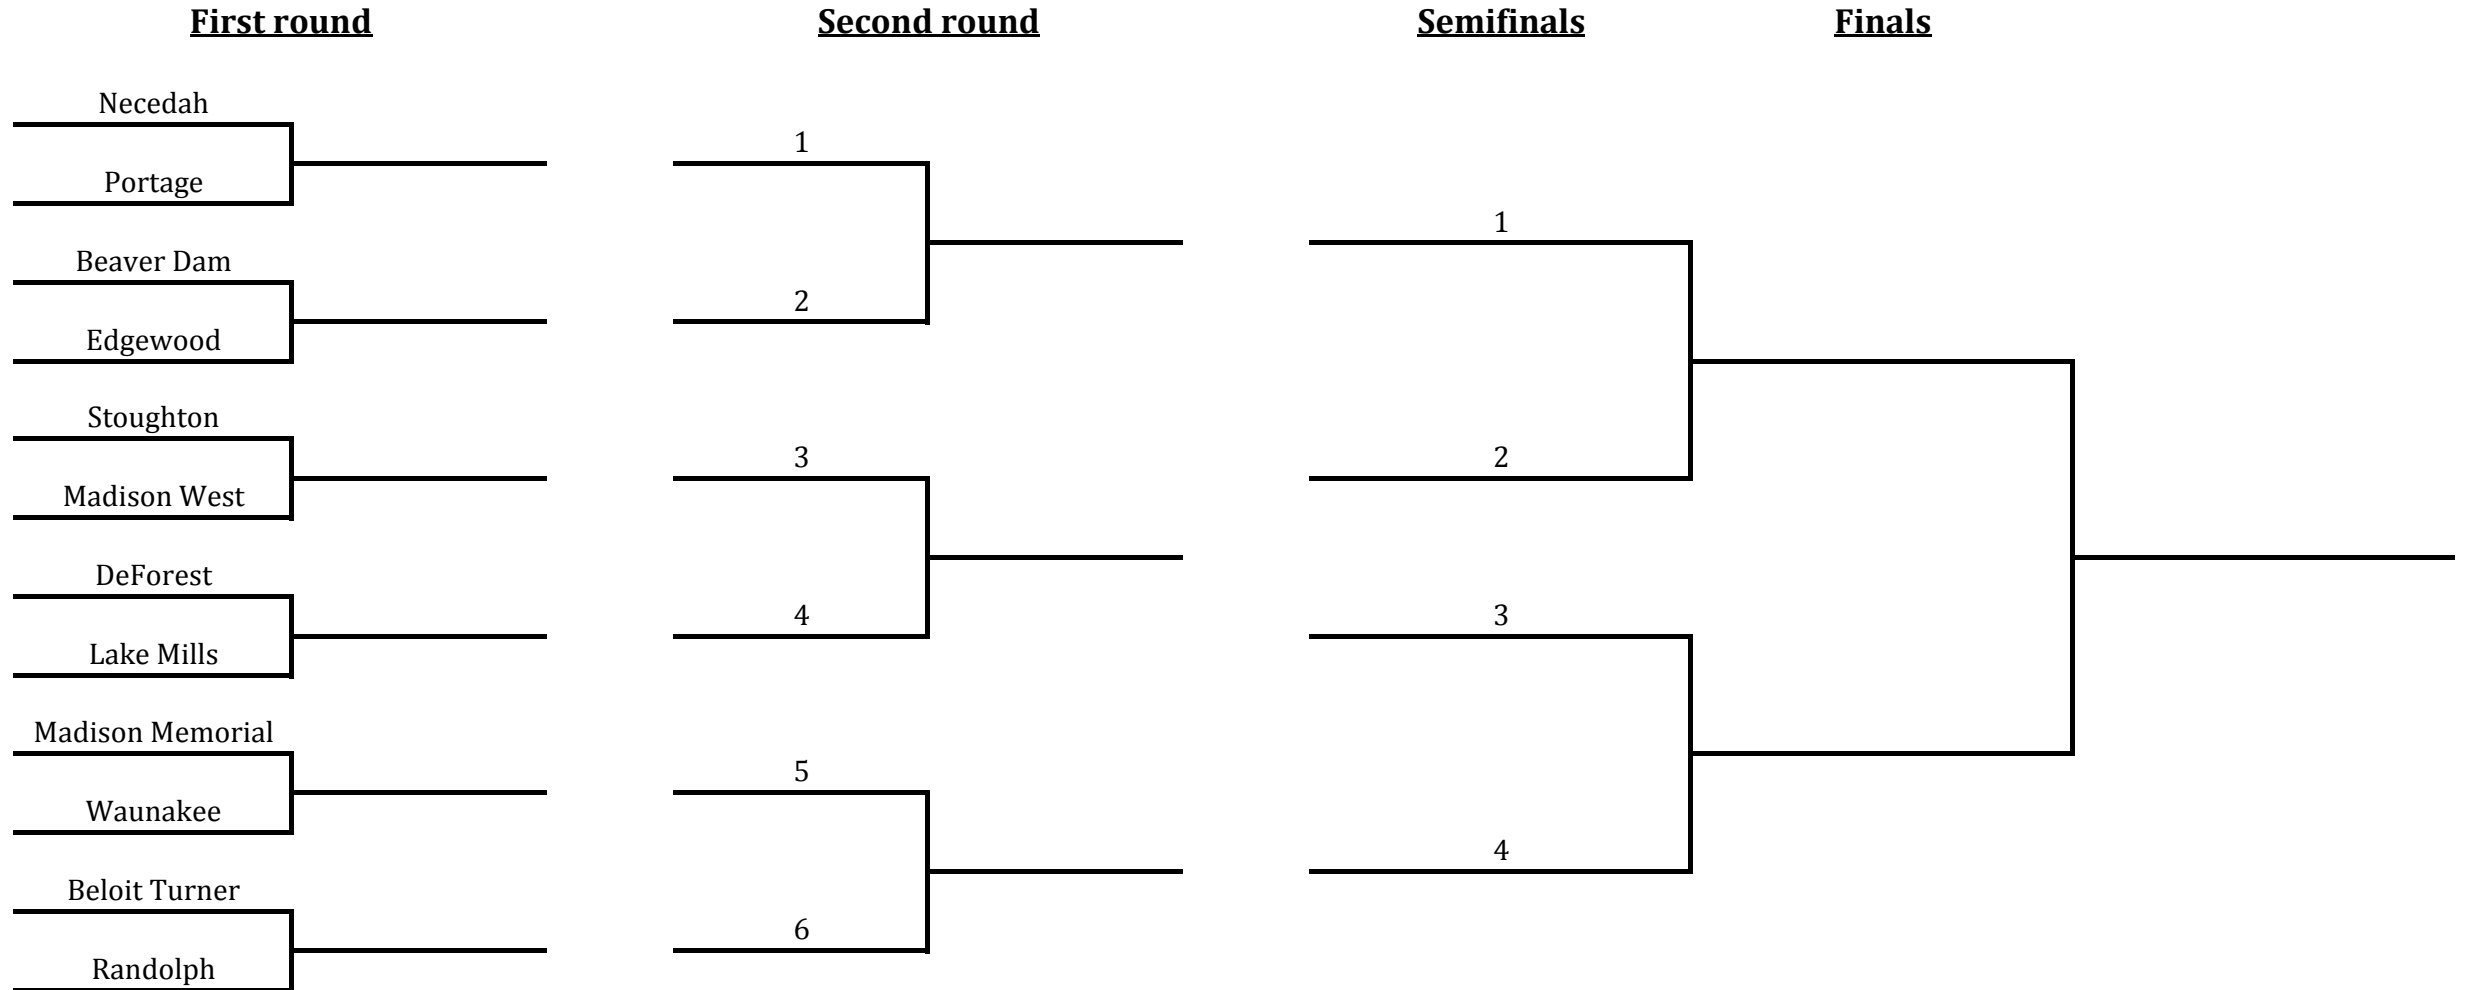 First round
Second round
Semifinals
Finals
Necedah
Portage
Beaver Dam
Edgewood
Stoughton
Madison West
DeForest
Lake Mills
Madison Memorial
Waunakee
Beloit Turner
Randolph
1
2
3
4
5
6
1
2
3
4